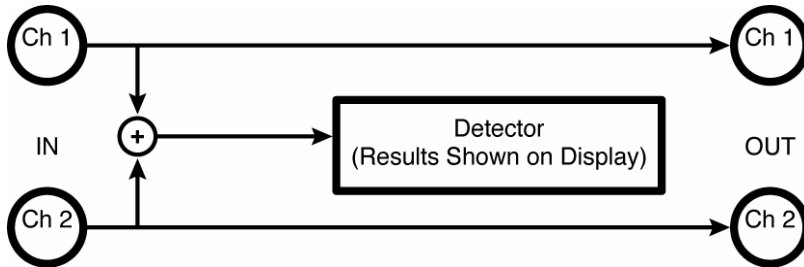 Ch 1
Ch 1
+
Detector
IN
(Results Shown on Display)
OUT
Ch 2
Ch 2